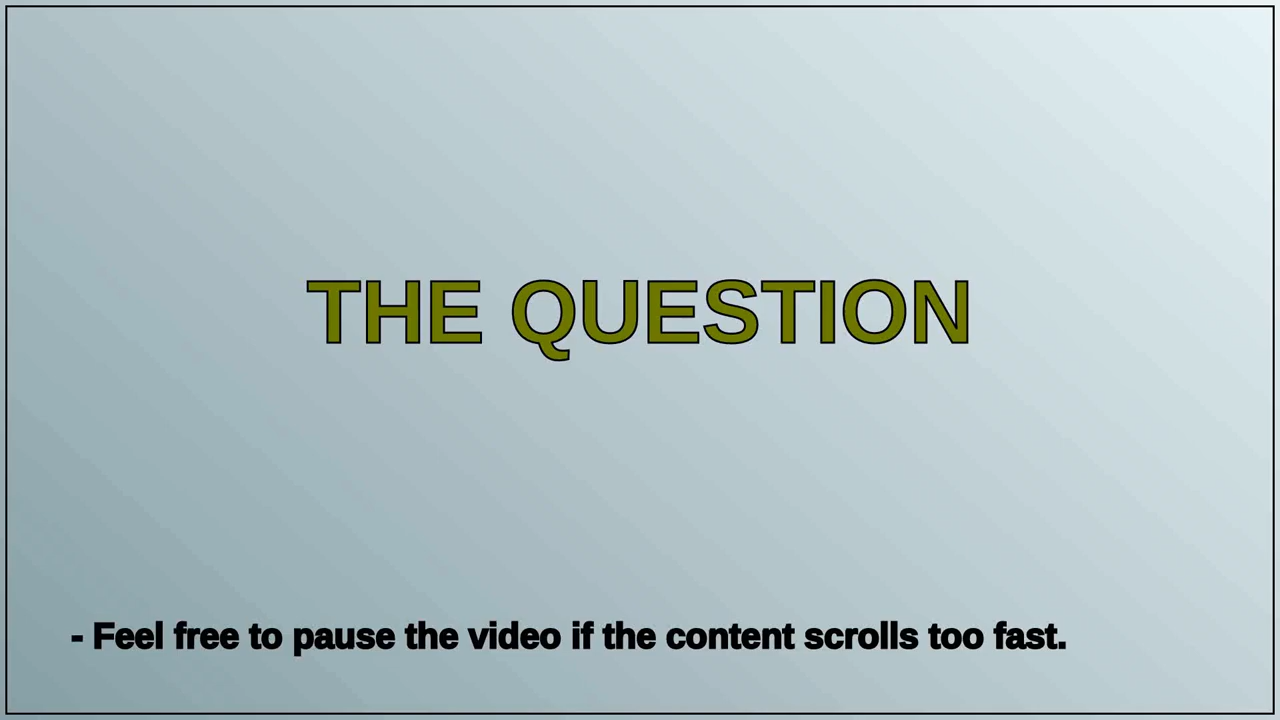 THE QUESTION
- Feel free to pause the video if the content scrolls too fast.